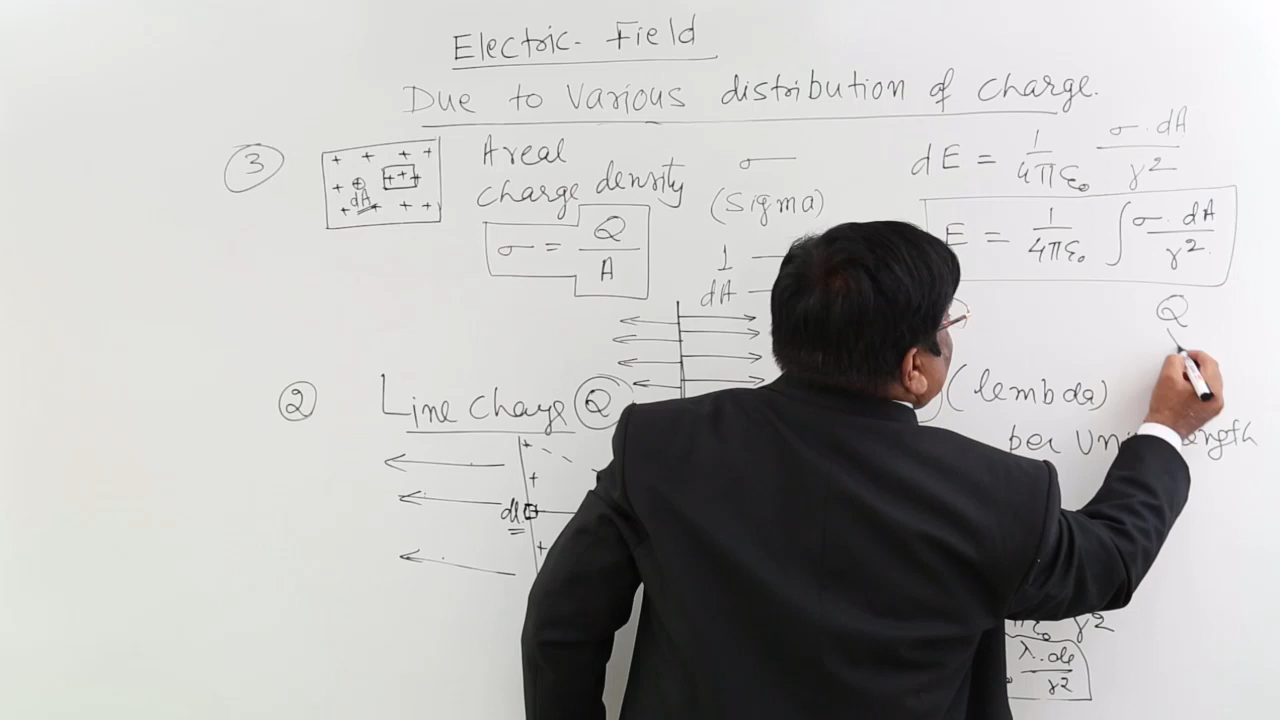 Electric Field
Due to Various distribution of charge.
③
dA
Areal
charge density
σ = Q / A
σ
(Sigma)
1
dA
dE = 1/4πε₀ σ·dA/r²
E = 1/4πε₀ ∫ σ·dA/r².
Q
② Line Charge Q
(lembda)
per Unit length
dl
r²
λ·dl/r²